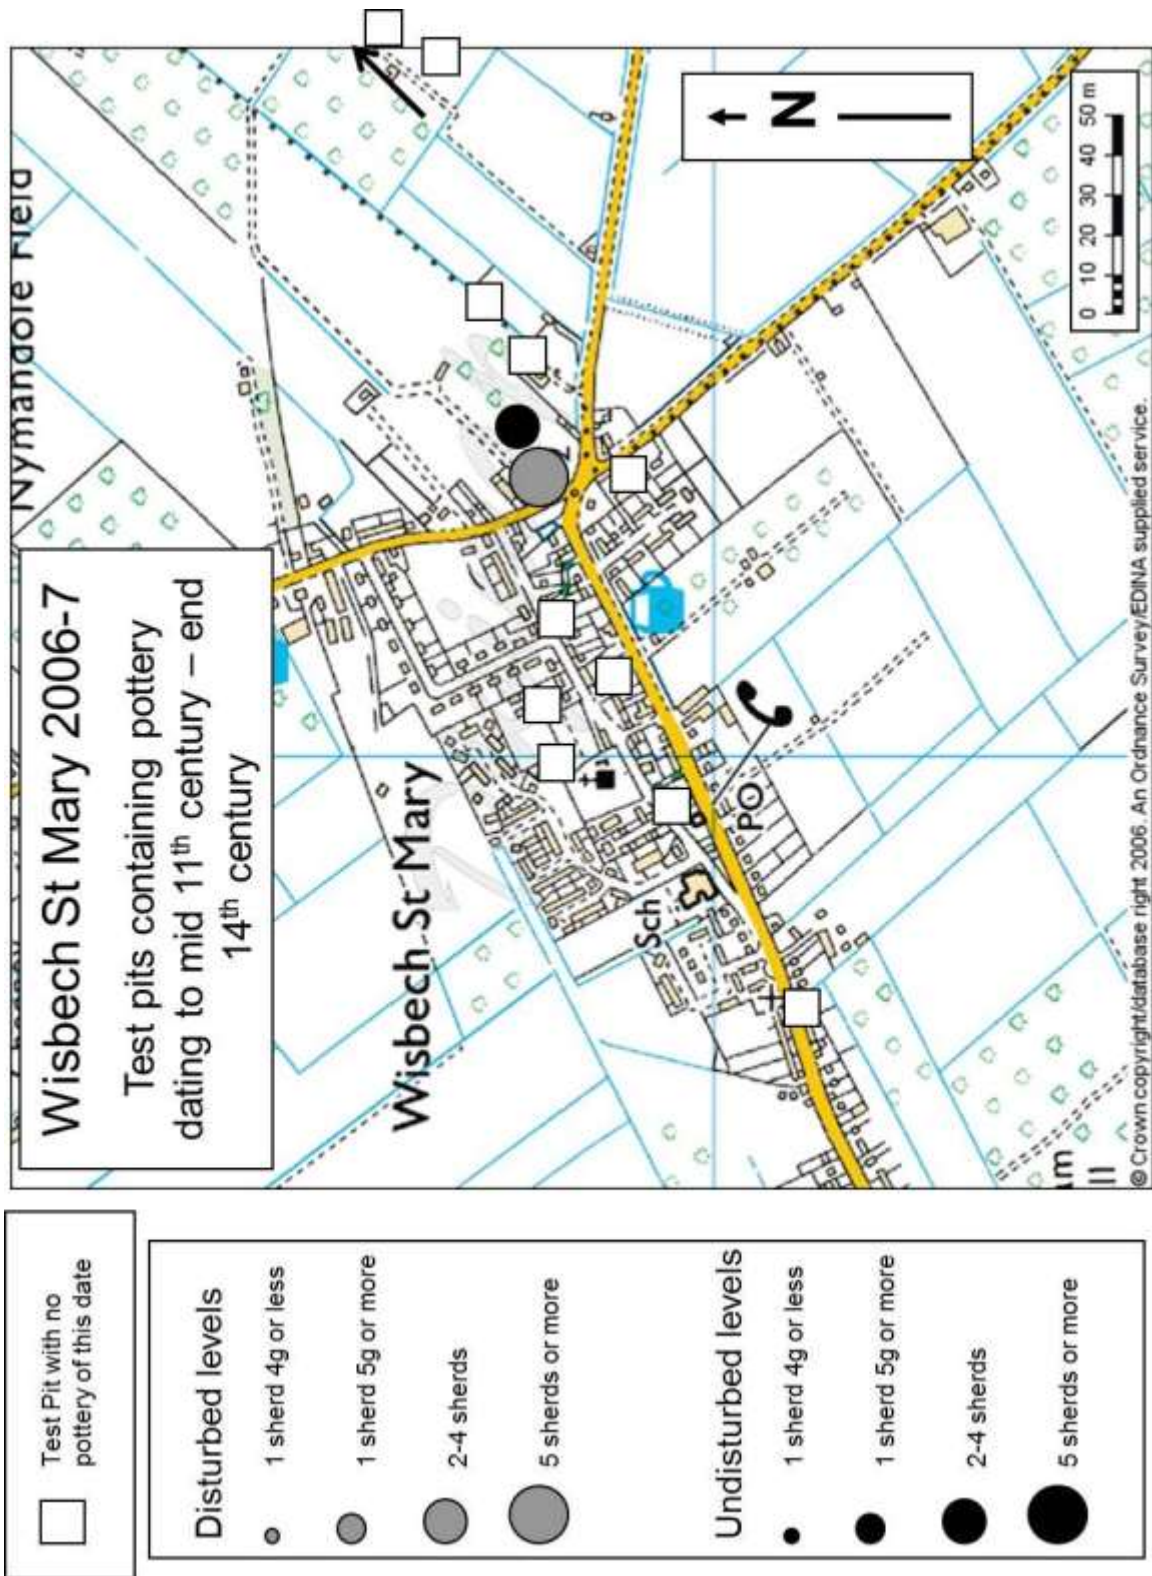 Wisbech St Mary 2006-7
Test pits containing pottery
dating to mid 11th century – end
14th century
Nymandole Field
Wisbech St Mary
Sch
PO
N
0 10 20 30 40 50 m
© Crown copyright/database right 2006. An Ordnance Survey/EDINA supplied service.
Test Pit with no
pottery of this date
Disturbed levels
1 sherd 4g or less
1 sherd 5g or more
2-4 sherds
5 sherds or more
Undisturbed levels
1 sherd 4g or less
1 sherd 5g or more
2-4 sherds
5 sherds or more